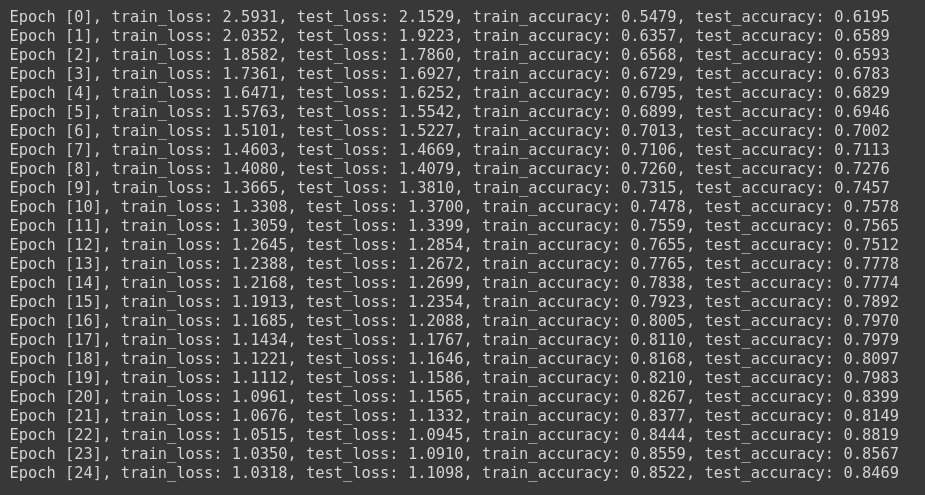 Epoch [0], train_loss: 2.5931, test_loss: 2.1529, train_accuracy: 0.5479, test_accuracy: 0.6195
Epoch [1], train_loss: 2.0352, test_loss: 1.9223, train_accuracy: 0.6357, test_accuracy: 0.6589
Epoch [2], train_loss: 1.8582, test_loss: 1.7860, train_accuracy: 0.6568, test_accuracy: 0.6593
Epoch [3], train_loss: 1.7361, test_loss: 1.6927, train_accuracy: 0.6729, test_accuracy: 0.6783
Epoch [4], train_loss: 1.6471, test_loss: 1.6252, train_accuracy: 0.6795, test_accuracy: 0.6829
Epoch [5], train_loss: 1.5763, test_loss: 1.5542, train_accuracy: 0.6899, test_accuracy: 0.6946
Epoch [6], train_loss: 1.5101, test_loss: 1.5227, train_accuracy: 0.7013, test_accuracy: 0.7002
Epoch [7], train_loss: 1.4603, test_loss: 1.4669, train_accuracy: 0.7106, test_accuracy: 0.7113
Epoch [8], train_loss: 1.4080, test_loss: 1.4079, train_accuracy: 0.7260, test_accuracy: 0.7276
Epoch [9], train_loss: 1.3665, test_loss: 1.3810, train_accuracy: 0.7315, test_accuracy: 0.7457
Epoch [10], train_loss: 1.3308, test_loss: 1.3700, train_accuracy: 0.7478, test_accuracy: 0.7578
Epoch [11], train_loss: 1.3059, test_loss: 1.3399, train_accuracy: 0.7559, test_accuracy: 0.7565
Epoch [12], train_loss: 1.2645, test_loss: 1.2854, train_accuracy: 0.7655, test_accuracy: 0.7512
Epoch [13], train_loss: 1.2388, test_loss: 1.2672, train_accuracy: 0.7765, test_accuracy: 0.7778
Epoch [14], train_loss: 1.2168, test_loss: 1.2699, train_accuracy: 0.7838, test_accuracy: 0.7774
Epoch [15], train_loss: 1.1913, test_loss: 1.2354, train_accuracy: 0.7923, test_accuracy: 0.7892
Epoch [16], train_loss: 1.1685, test_loss: 1.2088, train_accuracy: 0.8005, test_accuracy: 0.7970
Epoch [17], train_loss: 1.1434, test_loss: 1.1767, train_accuracy: 0.8110, test_accuracy: 0.7979
Epoch [18], train_loss: 1.1221, test_loss: 1.1646, train_accuracy: 0.8168, test_accuracy: 0.8097
Epoch [19], train_loss: 1.1112, test_loss: 1.1586, train_accuracy: 0.8210, test_accuracy: 0.7983
Epoch [20], train_loss: 1.0961, test_loss: 1.1565, train_accuracy: 0.8267, test_accuracy: 0.8399
Epoch [21], train_loss: 1.0676, test_loss: 1.1332, train_accuracy: 0.8377, test_accuracy: 0.8149
Epoch [22], train_loss: 1.0515, test_loss: 1.0945, train_accuracy: 0.8444, test_accuracy: 0.8819
Epoch [23], train_loss: 1.0350, test_loss: 1.0910, train_accuracy: 0.8559, test_accuracy: 0.8567
Epoch [24], train_loss: 1.0318, test_loss: 1.1098, train_accuracy: 0.8522, test_accuracy: 0.8469